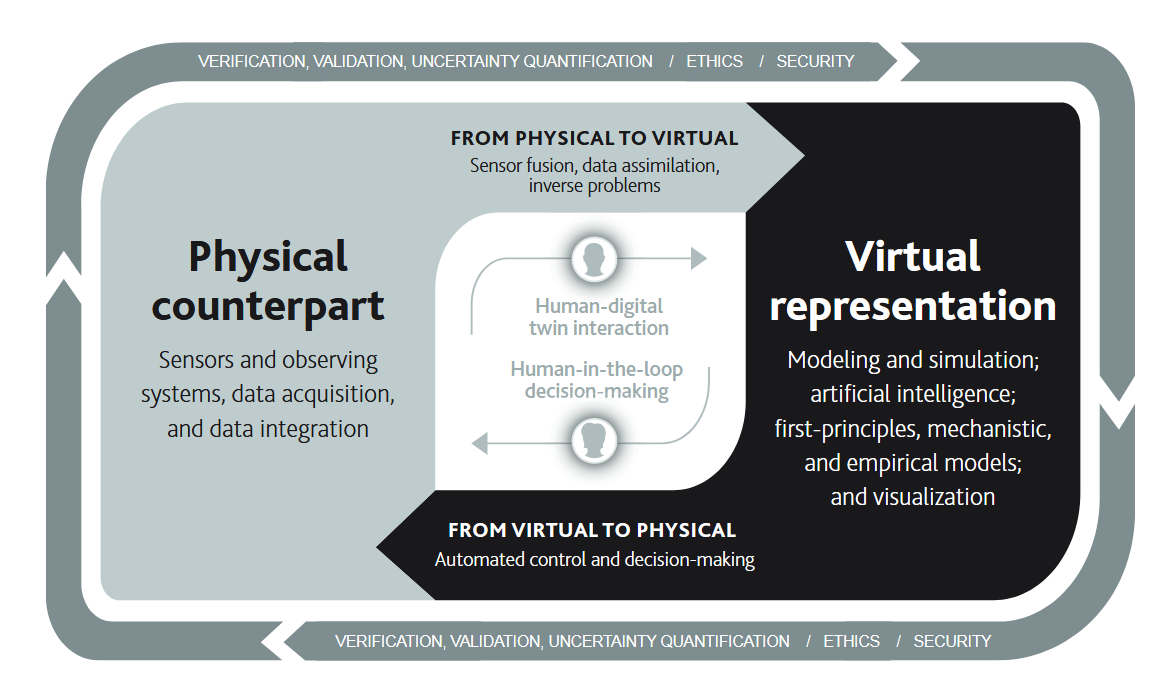 VERIFICATION, VALIDATION, UNCERTAINTY QUANTIFICATION / ETHICS / SECURITY
FROM PHYSICAL TO VIRTUAL
Sensor fusion, data assimilation,
inverse problems
Physical
counterpart
Sensors and observing
systems, data acquisition,
and data integration
Human-digital
twin interaction
Human-in-the-loop
decision-making
Virtual
representation
Modeling and simulation;
artificial intelligence;
first-principles, mechanistic,
and empirical models;
and visualization
FROM VIRTUAL TO PHYSICAL
Automated control and decision-making
VERIFICATION, VALIDATION, UNCERTAINTY QUANTIFICATION / ETHICS / SECURITY